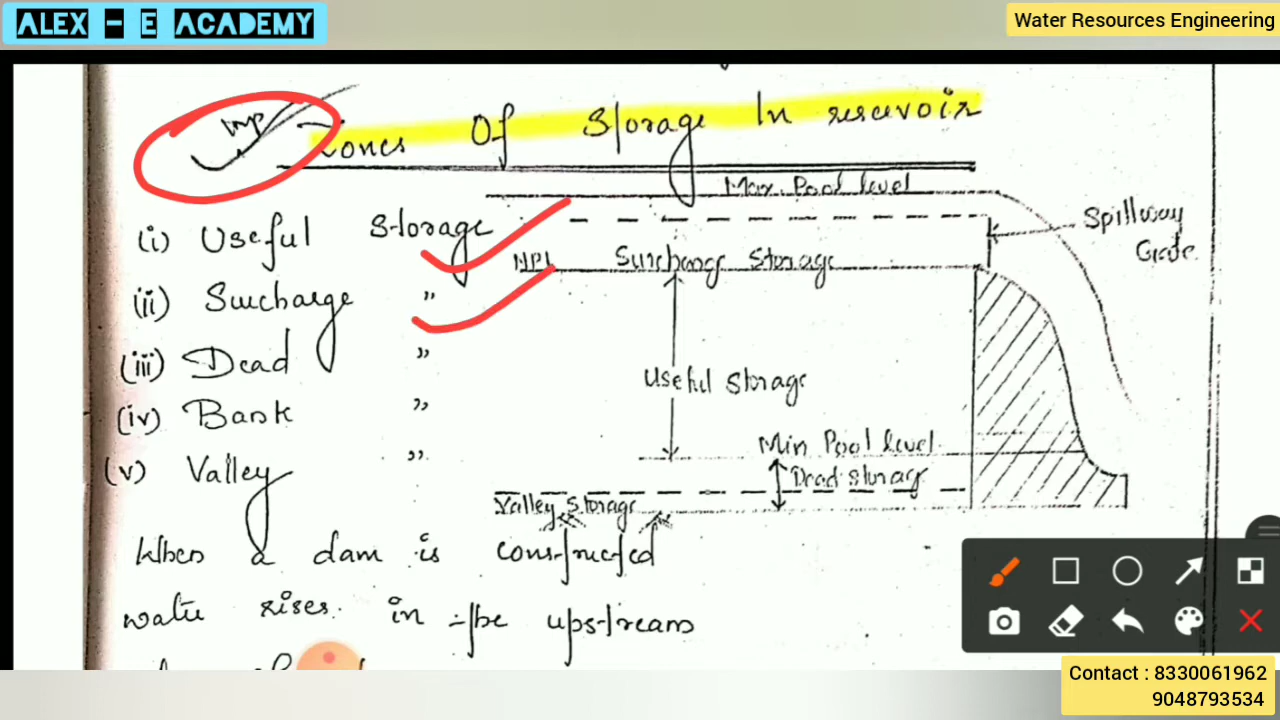 ALEX - E ACADEMY
Water Resources Engineering
Imp
Zones Of Storage In reservoir
Max. Pool level
(i) Useful Storage
Spillway
Gate
NPL Surcharge Storage
(ii) Surcharge "
(iii) Dead "
Useful Storage
(iv) Bank "
Min Pool level
(v) Valley "
Dead Storage
Valley Storage
When a dam is constructed
water rises in the upstream
Contact : 8330061962
9048793534